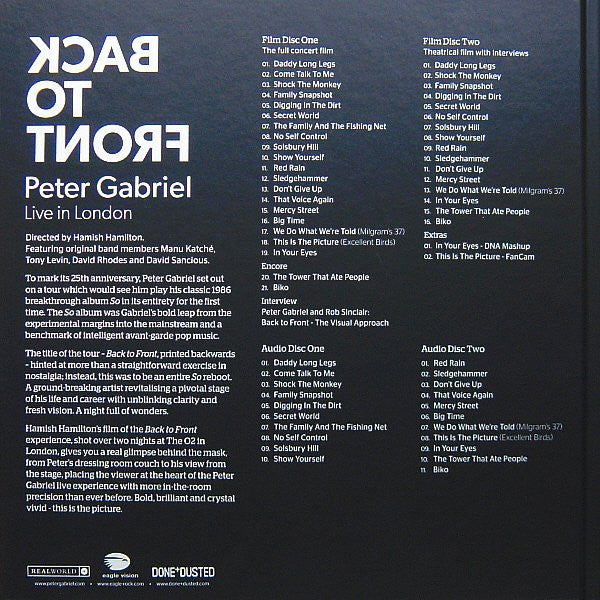 BACK
TO
FRONT
Peter Gabriel
Live in London
Directed by Hamish Hamilton.
Featuring original band members Manu Katché,
Tony Levin, David Rhodes and David Sancious.
To mark its 25th anniversary, Peter Gabriel set out
on a tour which would see him play his classic 1986
breakthrough album So in its entirety for the first
time. The So album was Gabriel's bold leap from the
experimental margins into the mainstream and a
benchmark of intelligent avant-garde pop music.
The title of the tour - Back to Front, printed backwards
- hinted at more than a straightforward exercise in
nostalgia; instead, this was to be an entire So reboot.
A ground-breaking artist revitalising a pivotal stage
of his life and career with unblinking clarity and
fresh vision. A night full of wonders.
Hamish Hamilton's film of the Back to Front
experience, shot over two nights at The O2 in
London, gives you a real glimpse behind the mask,
from Peter's dressing room couch to his view from
the stage, placing the viewer at the heart of the Peter
Gabriel live experience with more in-the-room
precision than ever before. Bold, brilliant and crystal
vivid - this is the picture.
REALWORLD
www.petergabriel.com
eagle vision
www.eagle-rock.com
DONE+DUSTED
www.done+dusted.com
Film Disc One
The full concert film
01. Daddy Long Legs
02. Come Talk To Me
03. Shock The Monkey
04. Family Snapshot
05. Digging In The Dirt
06. Secret World
07. The Family And The Fishing Net
08. No Self Control
09. Solsbury Hill
10. Show Yourself
11. Red Rain
12. Sledgehammer
13. Don't Give Up
14. That Voice Again
15. Mercy Street
16. Big Time
17. We Do What We're Told (Milgram's 37)
18. This Is The Picture (Excellent Birds)
19. In Your Eyes
Encore
20. The Tower That Ate People
21. Biko
Interview
Peter Gabriel and Rob Sinclair:
Back to Front - The Visual Approach
Film Disc Two
Theatrical film with interviews
01. Daddy Long Legs
02. Shock The Monkey
03. Family Snapshot
04. Digging In The Dirt
05. Secret World
06. No Self Control
07. Solsbury Hill
08. Show Yourself
09. Red Rain
10. Sledgehammer
11. Don't Give Up
12. Mercy Street
13. We Do What We're Told (Milgram's 37)
14. In Your Eyes
15. The Tower That Ate People
16. Biko
Extras
01. In Your Eyes - DNA Mashup
02. This Is The Picture - FanCam
Audio Disc One
01. Daddy Long Legs
02. Come Talk To Me
03. Shock The Monkey
04. Family Snapshot
05. Digging In The Dirt
06. Secret World
07. The Family And The Fishing Net
08. No Self Control
09. Solsbury Hill
10. Show Yourself
Audio Disc Two
01. Red Rain
02. Sledgehammer
03. Don't Give Up
04. That Voice Again
05. Mercy Street
06. Big Time
07. We Do What We're Told (Milgram's 37)
08. This Is The Picture (Excellent Birds)
09. In Your Eyes
10. The Tower That Ate People
11. Biko